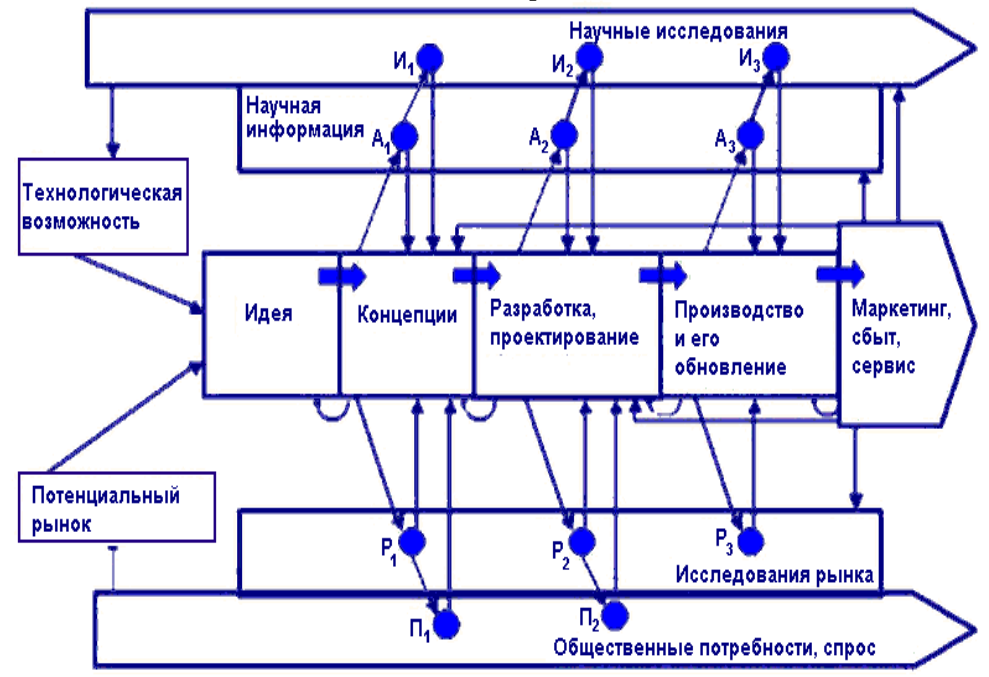 Научные исследования
И1
И2
И3
Научная
информация
А1
А2
А3
Технологическая
возможность
Идея
Концепции
Разработка,
проектирование
Производство
и его
обновление
Маркетинг,
сбыт,
сервис
Потенциальный
рынок
Р1
Р2
Р3
Исследования рынка
П1
П2
Общественные потребности, спрос